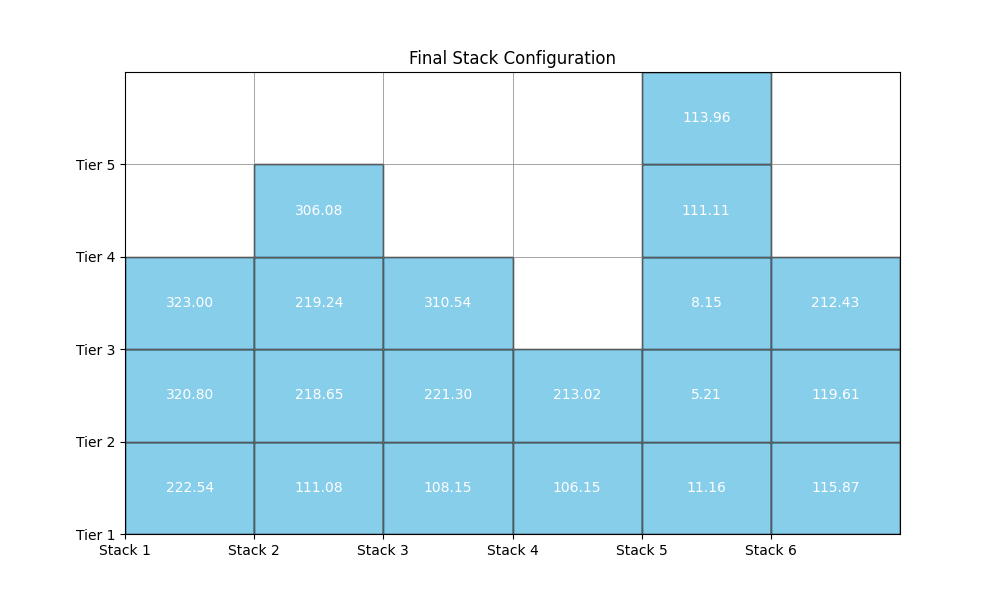 Final Stack Configuration
113.96
Tier 5
306.08 111.11
Tier 4
323.00 219.24 310.54 8.15 212.43
Tier 3
320.80 218.65 221.30 213.02 5.21 119.61
Tier 2
222.54 111.08 108.15 106.15 11.16 115.87
Tier 1
Stack 1 Stack 2 Stack 3 Stack 4 Stack 5 Stack 6